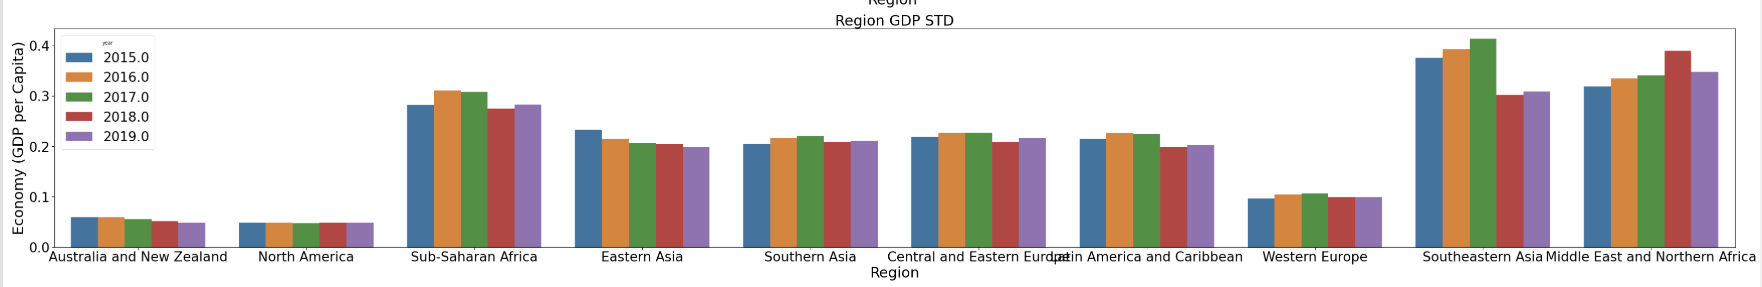 Region
Region GDP STD
Economy (GDP per Capita)
0.4
0.3
0.2
0.1
0.0
year
2015.0
2016.0
2017.0
2018.0
2019.0
Australia and New Zealand
North America
Sub-Saharan Africa
Eastern Asia
Southern Asia
Central and Eastern Europe
Latin America and Caribbean
Western Europe
Southeastern Asia
Middle East and Northern Africa
Region